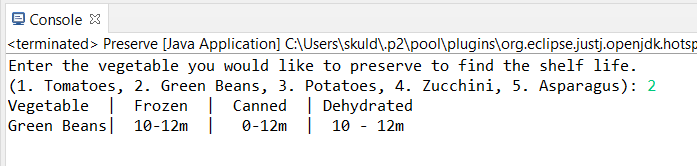 Console
<terminated> Preserve [Java Application] C:\Users\skuld.p2\pool\plugins\org.eclipse.justj.openjdk.hotsp
Enter the vegetable you would like to preserve to find the shelf life.
(1. Tomatoes, 2. Green Beans, 3. Potatoes, 4. Zucchini, 5. Asparagus): 2
Vegetable  |  Frozen  |  Canned  | Dehydrated
Green Beans|  10-12m  |   0-12m  |  10 - 12m